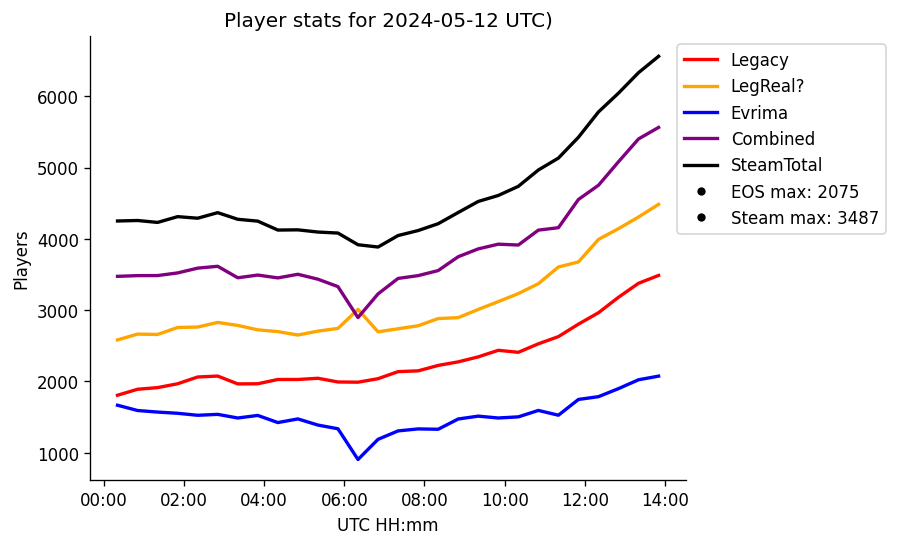 Player stats for 2024-05-12 UTC)
Legacy
LegReal?
Evrima
Combined
SteamTotal
EOS max: 2075
Steam max: 3487
Players
6000
5000
4000
3000
2000
1000
00:00 02:00 04:00 06:00 08:00 10:00 12:00 14:00
UTC HH:mm